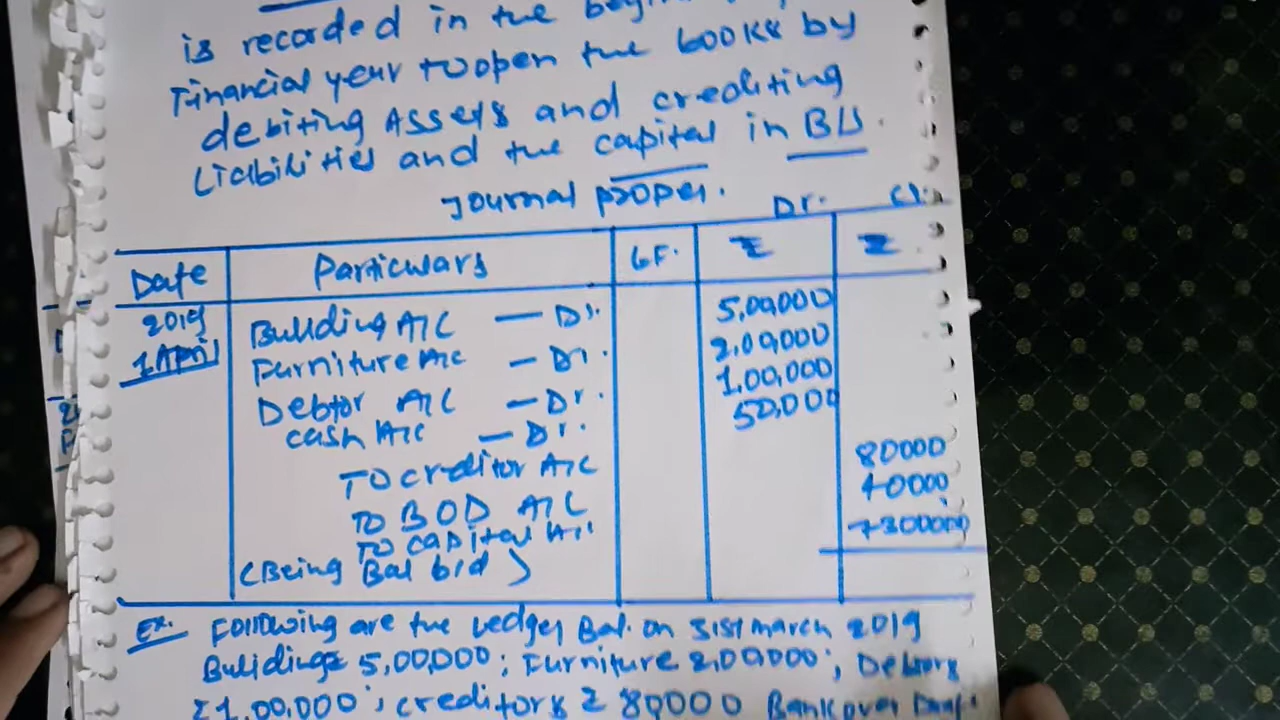 is recorded in the
Financial year to open the books by
debiting Assets and crediting
Liabilities and the capital in B/S.
Journal proper. Dr. Cr.
Date Particulars L.F. ₹ ₹
2019 Building A/C — Dr. 5,00,000
1 April Furniture A/C — Dr. 2,00,000
Debtor A/C — Dr. 1,00,000
Cash A/C — Dr. 50,000
TO creditor A/C 80000
TO BOD A/C 40000
TO capital A/C 730000
(Being Bal b/d)
Ex. Following are the Ledger Bal. on 31st march 2019
Buildings 5,00,000; Furniture 2,00,000; Debtors
₹1,00,000; creditors ₹ 80000 Bank over Draft